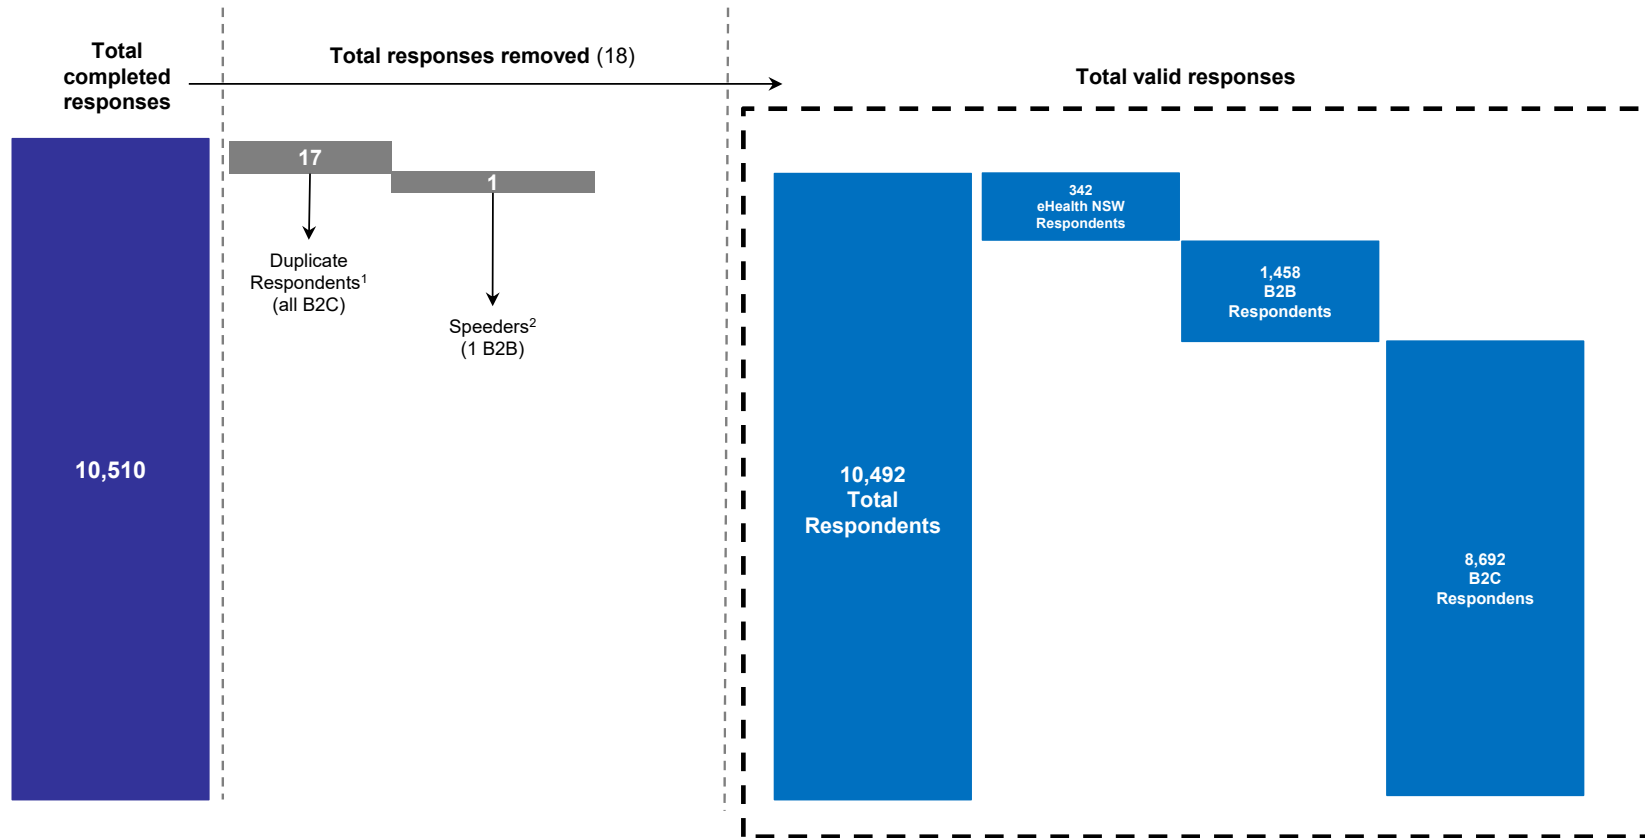 Total
completed
responses
Total responses removed (18)
Total valid responses
10,510
17
1
Duplicate
Respondents¹
(all B2C)
Speeders²
(1 B2B)
10,492
Total
Respondents
342
eHealth NSW
Respondents
1,458
B2B
Respondents
8,692
B2C
Respondens